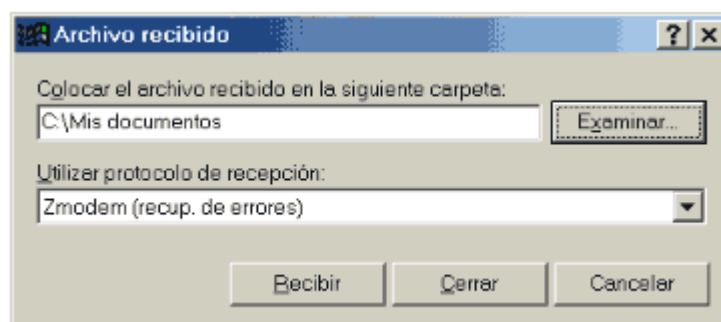 Archivo recibido
Colocar el archivo recibido en la siguiente carpeta:
C:\Mis documentos Examinar...
Utilizar protocolo de recepción:
Zmodem (recup. de errores)
Recibir Cerrar Cancelar